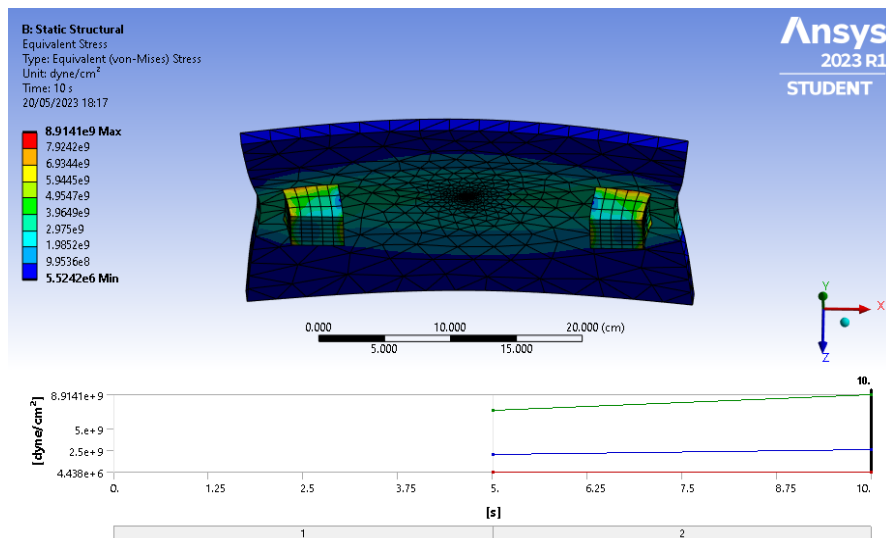 B: Static Structural
Equivalent Stress
Type: Equivalent (von-Mises) Stress
Unit: dyne/cm²
Time: 10 s
20/05/2023 18:17
8.9141e9 Max
7.9242e9
6.9344e9
5.9445e9
4.9547e9
3.9649e9
2.975e9
1.9852e9
9.9536e8
5.5242e6 Min
Ansys
2023 R1
STUDENT
0.000 10.000 20.000 (cm)
5.000 15.000
Y
X
Z
10.
[dyne/cm²]
8.9141e+9
5.e+9
2.5e+9
4.438e+6
0. 1.25 2.5 3.75 5. 6.25 7.5 8.75 10.
[s]
1 2